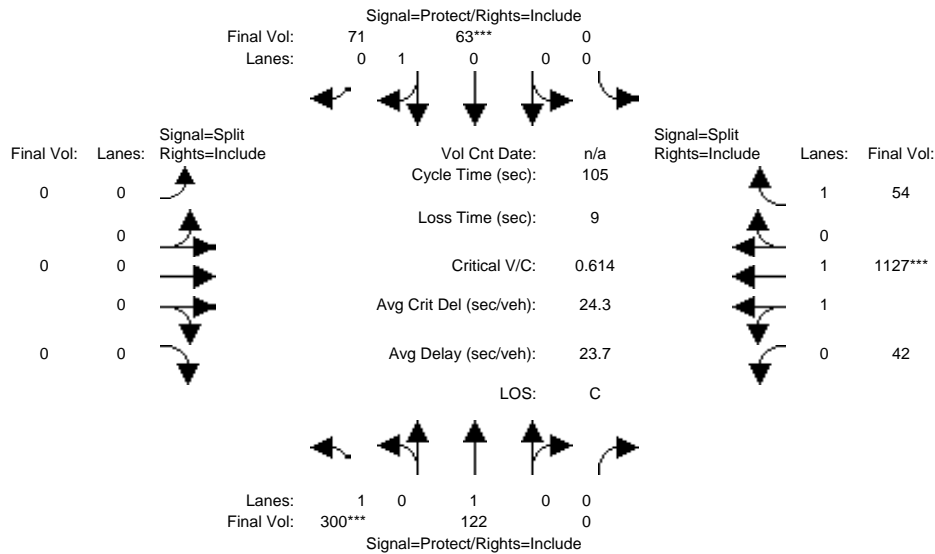 Signal=Protect/Rights=Include
Final Vol: 71 63*** 0
Lanes: 0 1 0 0 0
Signal=Split Signal=Split
Final Vol: Lanes: Rights=Include Vol Cnt Date: n/a Rights=Include Lanes: Final Vol:
Cycle Time (sec): 105
0 0 1 54
Loss Time (sec): 9
0 0
0 0 Critical V/C: 0.614 1 1127***
0 Avg Crit Del (sec/veh): 24.3 1
0 0 Avg Delay (sec/veh): 23.7 0 42
LOS: C
Lanes: 1 0 1 0 0
Final Vol: 300*** 122 0
Signal=Protect/Rights=Include